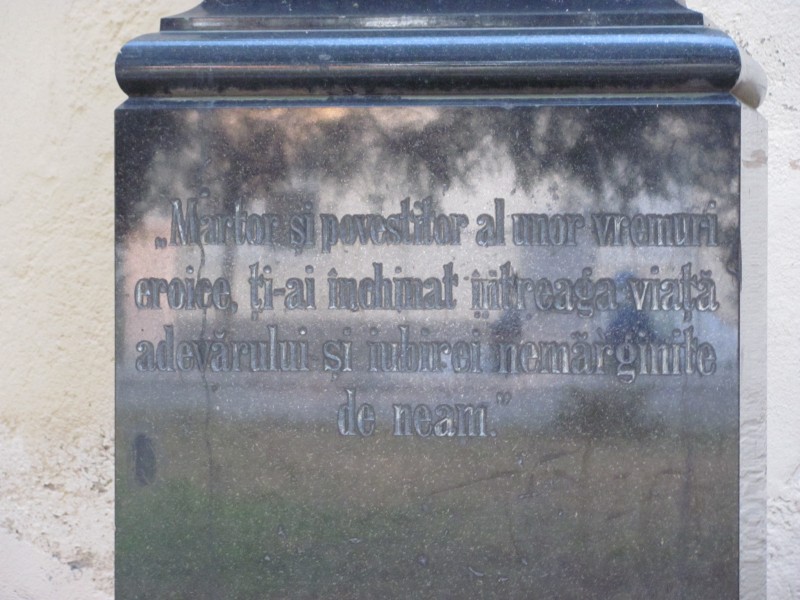 „Martor și povestitor al unor vremuri
eroice, ți-ai închinat întreaga viață
adevărului și iubirei nemărginite
de neam.”